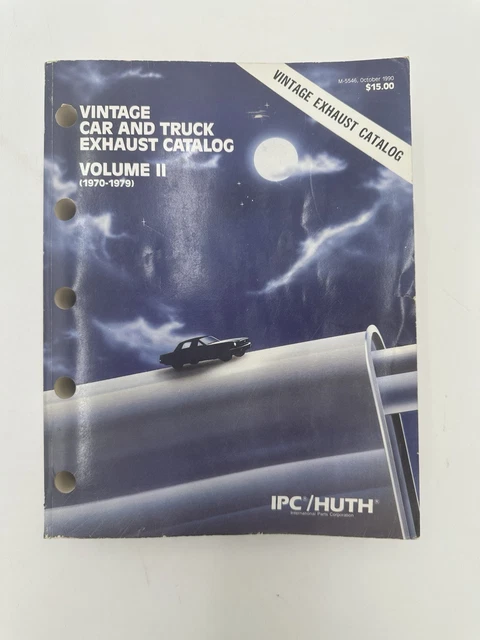 M-5546, October 1990
$15.00
VINTAGE EXHAUST CATALOG
VINTAGE
CAR AND TRUCK
EXHAUST CATALOG
VOLUME II
(1970-1979)
IPC®/HUTH®
International Parts Corporation